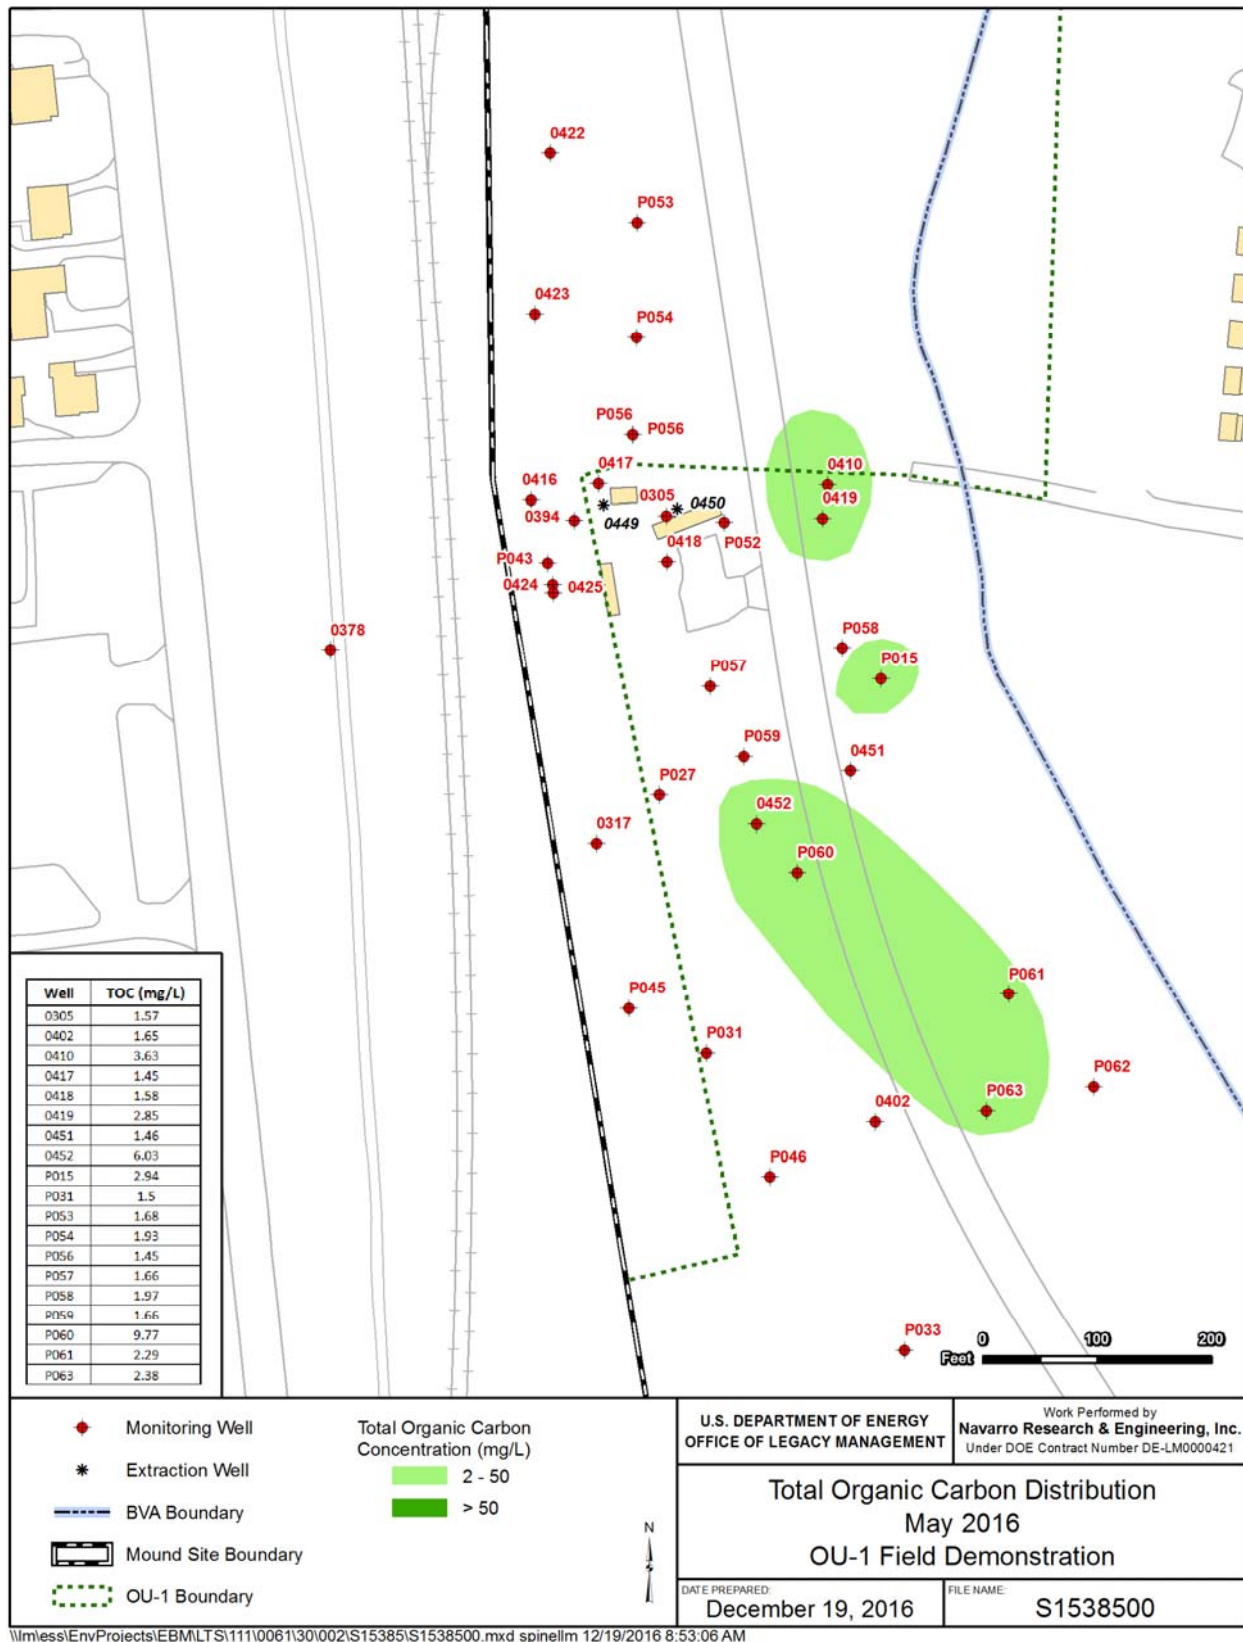 0422
P053
0423
P054
P056
P056
0417
0410
0416
0305
0450
0419
0394
0449
P052
0418
P043
0424
0425
0378
P058
P015
P057
P059
0451
P027
0452
0317
P060
P061
P045
P031
P062
P063
0402
P046
P033
0 100 200
Feet
Well TOC (mg/L)
0305 1.57
0402 1.65
0410 3.63
0417 1.45
0418 1.58
0419 2.85
0451 1.46
0452 6.03
P015 2.94
P031 1.5
P053 1.68
P054 1.93
P056 1.45
P057 1.66
P058 1.97
P059 1.66
P060 9.77
P061 2.29
P063 2.38
Monitoring Well
Extraction Well
BVA Boundary
Mound Site Boundary
OU-1 Boundary
Total Organic Carbon
Concentration (mg/L)
2 - 50
> 50
N
U.S. DEPARTMENT OF ENERGY
OFFICE OF LEGACY MANAGEMENT
Work Performed by
Navarro Research & Engineering, Inc.
Under DOE Contract Number DE-LM0000421
Total Organic Carbon Distribution
May 2016
OU-1 Field Demonstration
DATE PREPARED:
December 19, 2016
FILE NAME:
S1538500
\\lm\ess\EnvProjects\EBM\LTS\111\0061\30\002\S15385\S1538500.mxd spinellm 12/19/2016 8:53:06 AM